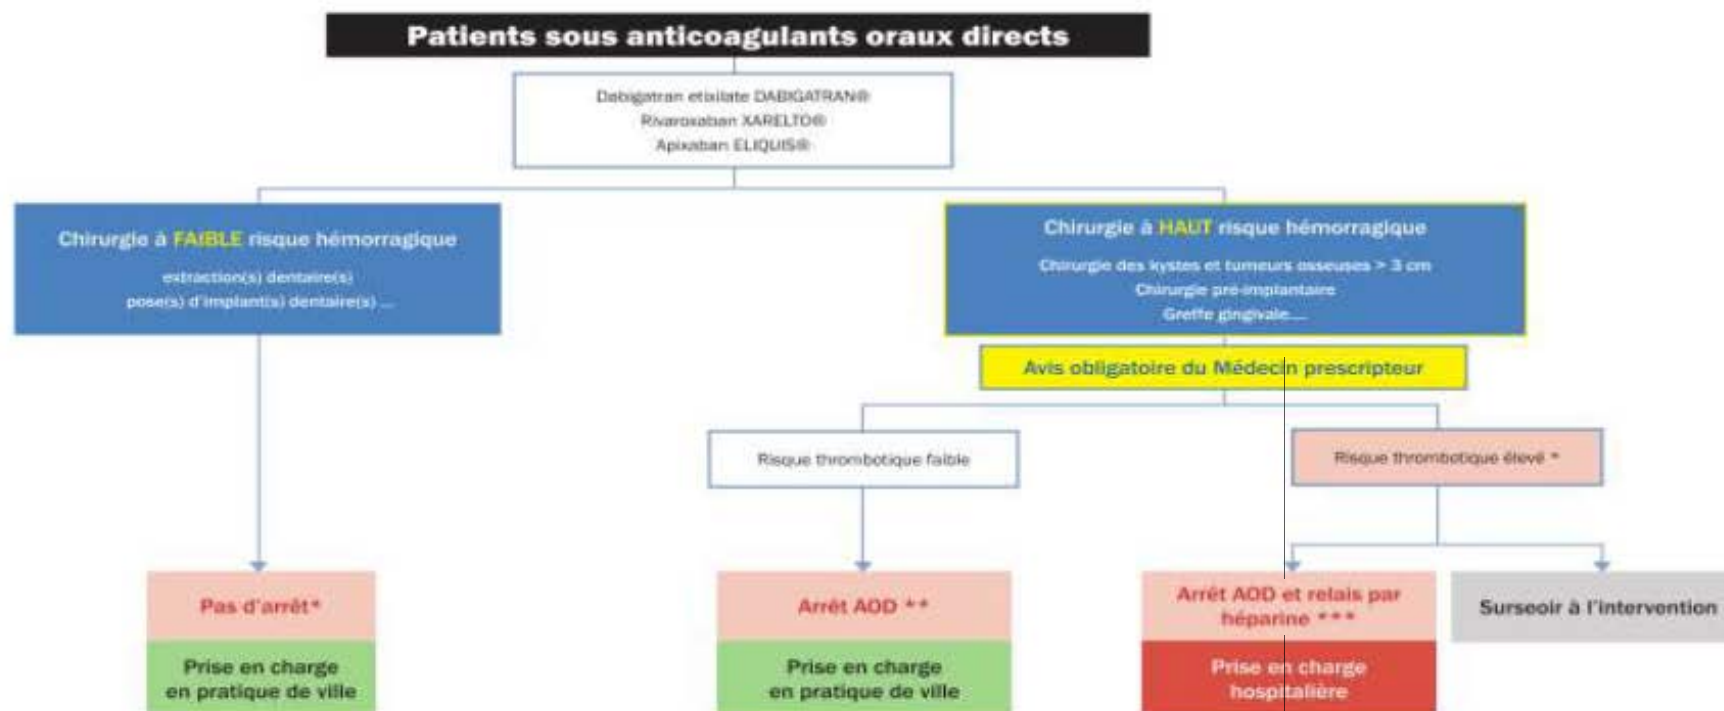 Patients sous anticoagulants oraux directs
Dabigatran etixilate DABIGATRAN®
Rivaroxaban XARELTO®
Apixaban ELIQUIS®
Chirurgie à FAIBLE risque hémorragique
extraction(s) dentaire(s)
pose(s) d'implant(s) dentaire(s) ...
Chirurgie à HAUT risque hémorragique
Chirurgie des kystes et tumeurs osseuses > 3 cm
Chirurgie pré-implantaire
Greffe gingivale....
Avis obligatoire du Médecin prescripteur
Risque thrombotique faible
Risque thrombotique élevé *
Pas d'arrêt*
Prise en charge
en pratique de ville
Arrêt AOD **
Prise en charge
en pratique de ville
Arrêt AOD et relais par
héparine ***
Prise en charge
hospitalière
Surseoir à l'intervention